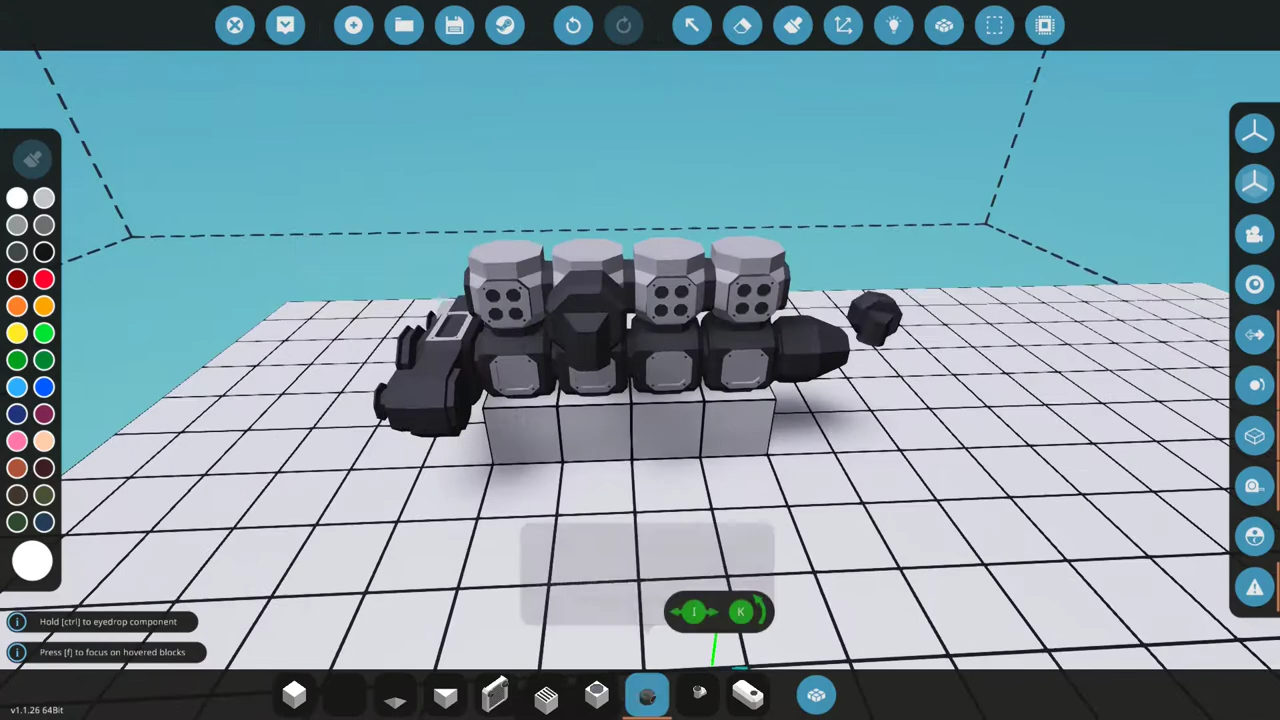 I K
Hold [ctrl] to eyedrop component
Press [f] to focus on hovered blocks
v1.1.26 64Bit